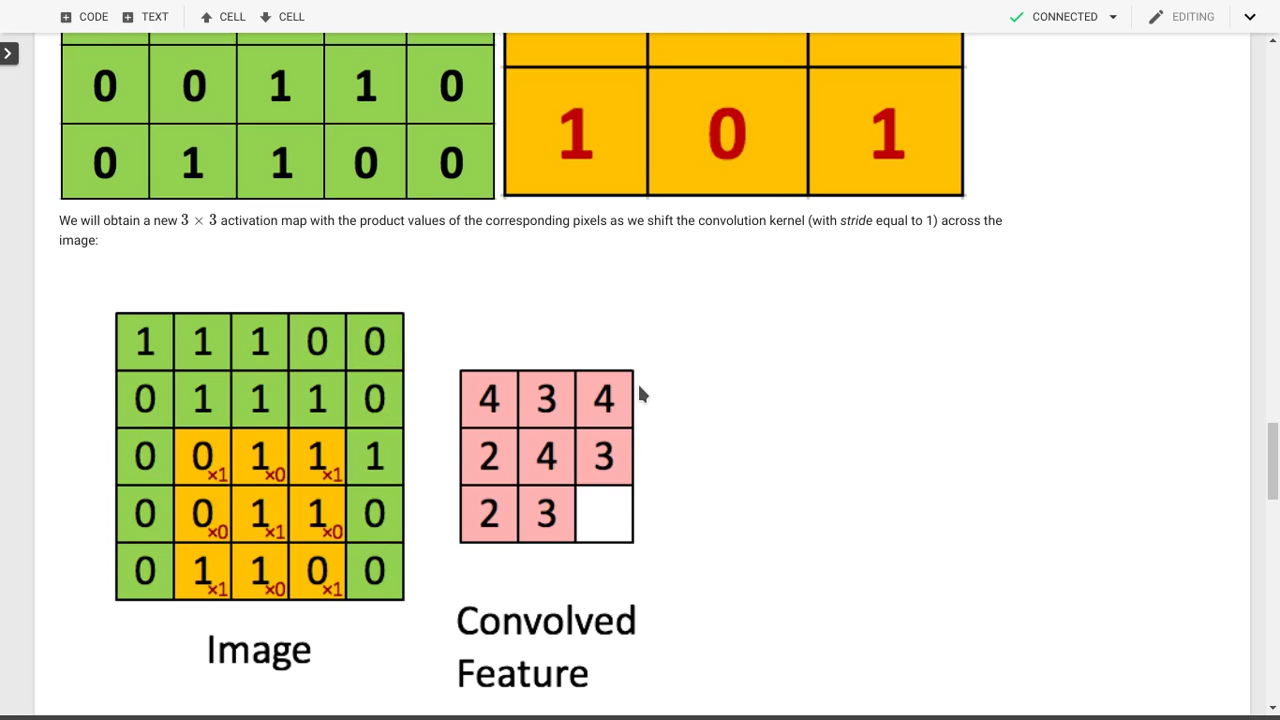 CODE TEXT CELL CELL CONNECTED EDITING
0 0 1 1 0
0 1 1 0 0
1 0 1
We will obtain a new 3 × 3 activation map with the product values of the corresponding pixels as we shift the convolution kernel (with stride equal to 1) across the
image:
1 1 1 0 0
0 1 1 1 0
0 0×1 1×0 1×1 1
0 0×0 1×1 1×0 0
0 1×1 1×0 0×1 0
Image
4 3 4
2 4 3
2 3
Convolved
Feature